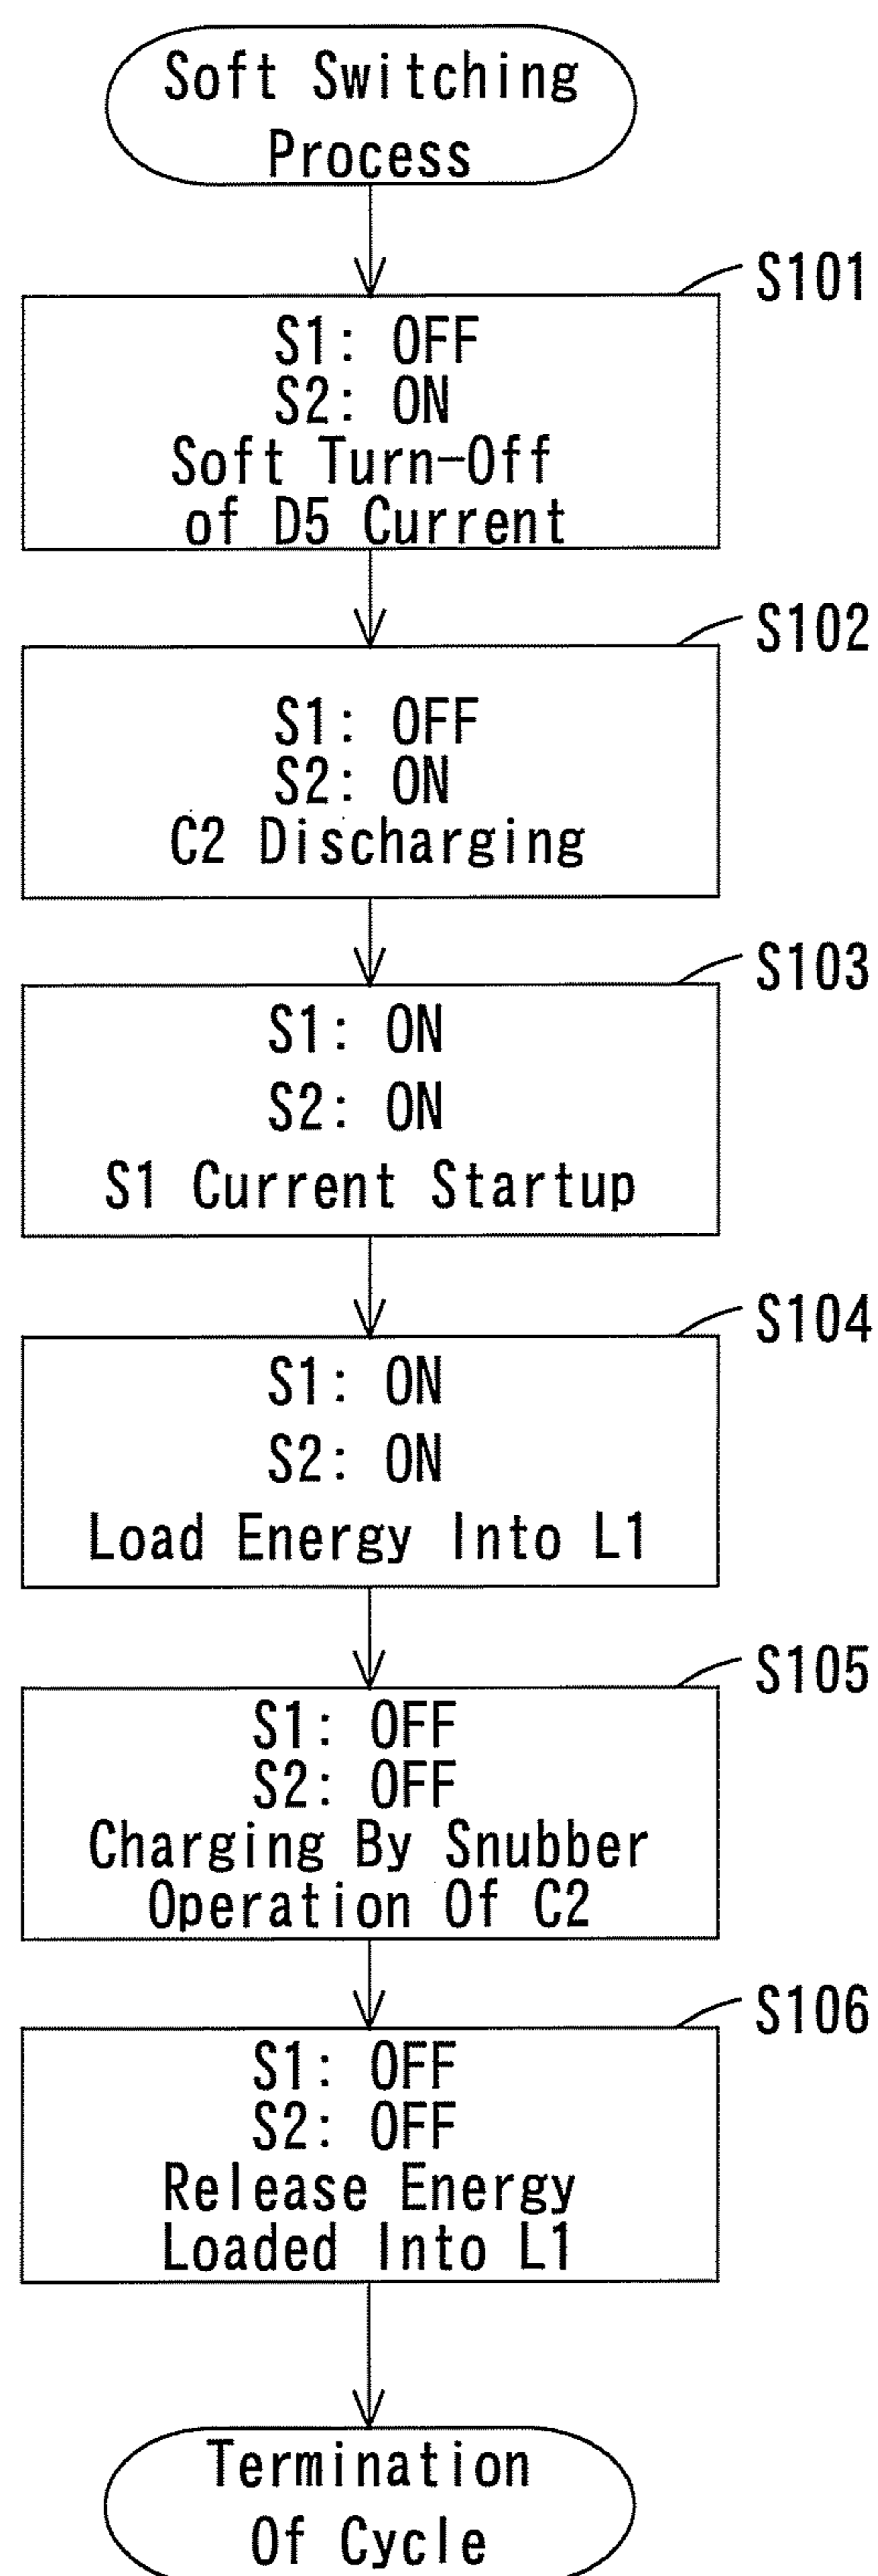 Soft Switching
Process
S101
S1: OFF
S2: ON
Soft Turn-Off
of D5 Current
S102
S1: OFF
S2: ON
C2 Discharging
S103
S1: ON
S2: ON
S1 Current Startup
S104
S1: ON
S2: ON
Load Energy Into L1
S105
S1: OFF
S2: OFF
Charging By Snubber
Operation Of C2
S106
S1: OFF
S2: OFF
Release Energy
Loaded Into L1
Termination
Of Cycle